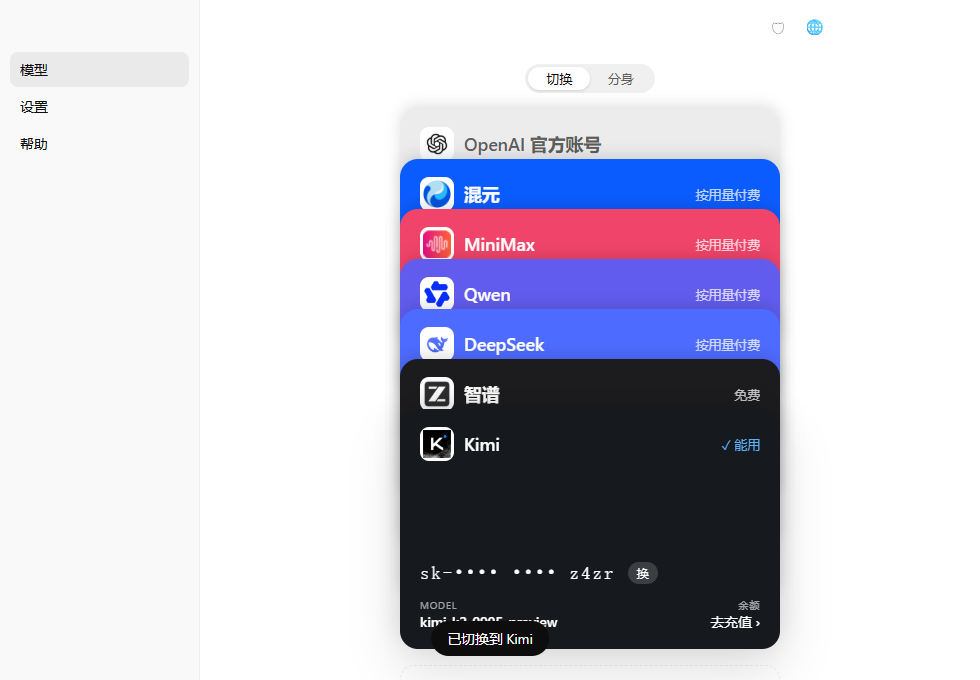 模型
设置
帮助
切换 分身
OpenAI 官方账号
混元 按用量付费
MiniMax 按用量付费
Qwen 按用量付费
DeepSeek 按用量付费
智谱 免费
Kimi ✓ 能用
sk-•••• •••• z4zr 换
MODEL 余额
去充值 ›
已切换到 Kimi